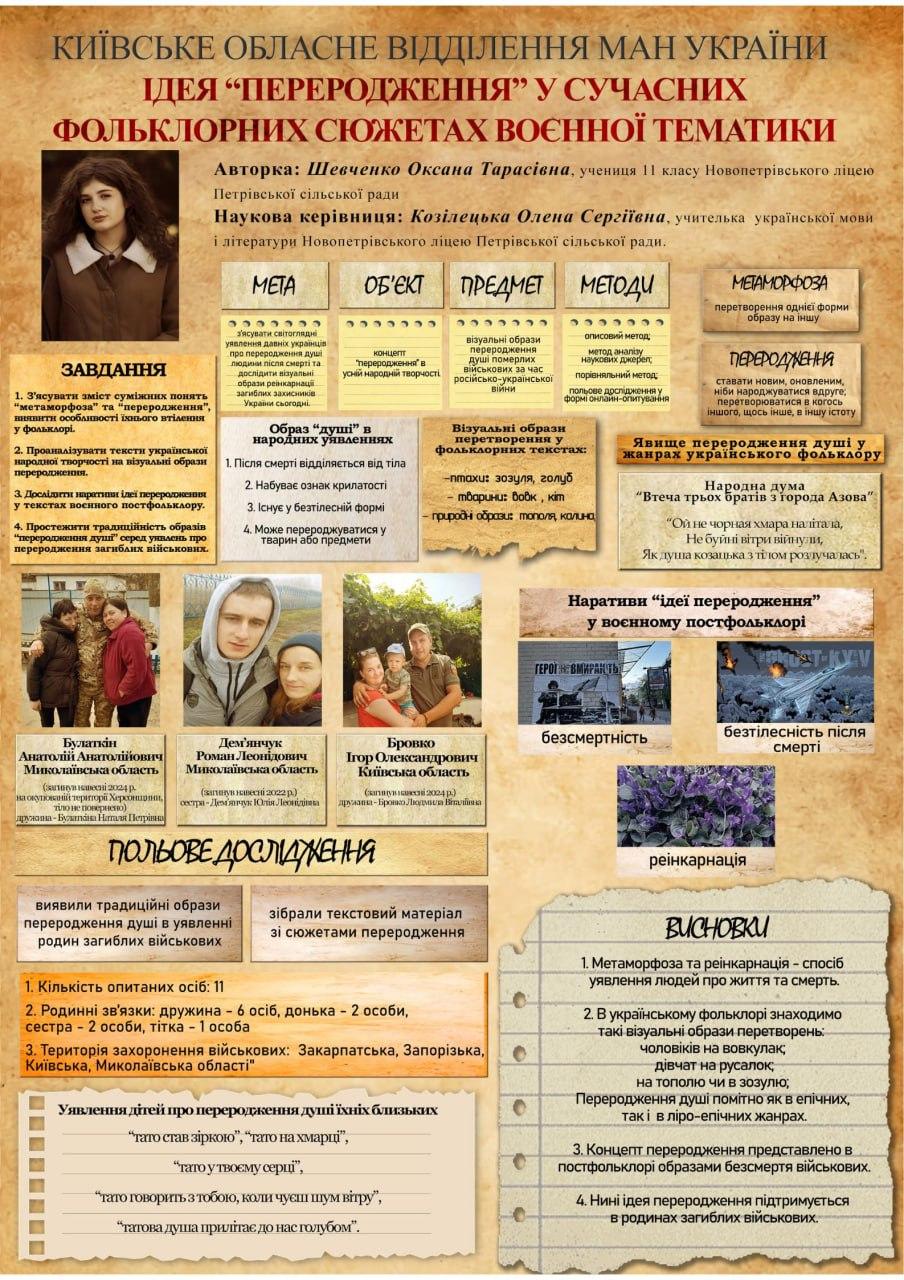 КИЇВСЬКЕ ОБЛАСНЕ ВІДДІЛЕННЯ МАН УКРАЇНИ
ІДЕЯ “ПЕРЕРОДЖЕННЯ” У СУЧАСНИХ
ФОЛЬКЛОРНИХ СЮЖЕТАХ ВОЄННОЇ ТЕМАТИКИ
Авторка: Шевченко Оксана Тарасівна, учениця 11 класу Новопетрівського ліцею
Петрівської сільської ради
Наукова керівниця: Козілецька Олена Сергіївна, учителька української мови
і літератури Новопетрівського ліцею Петрівської сільської ради.
МЕТА
з'ясувати світоглядні
уявлення давніх українців
про переродження душі
людини після смерті та
дослідити візуальні
образи реінкарнації
загиблих захисників
України сьогодні.
ОБ'ЄКТ
концепт
"переродження" в
усній народній творчості.
ПРЕДМЕТ
візуальні образи
переродження
душі померлих
військових за час
російсько-української
війни
МЕТОДИ
описовий метод;
метод аналізу
наукових джерел;
порівняльний метод;
польове дослідження у
формі онлайн-опитування
МЕТАМОРФОЗА
перетворення однієї форми
образу на іншу
ПЕРЕРОДЖЕННЯ
ставати новим, оновленим,
ніби народжуватися вдруге;
перетворюватися в когось
іншого, щось інше, в іншу істоту
ЗАВДАННЯ
1. З'ясувати зміст суміжних понять
“метаморфоза” та “переродження”,
виявити особливості їхнього втілення
у фольклорі.
2. Проаналізувати тексти української
народної творчості на візуальні образи
переродження.
3. Дослідити наративи ідеї переродження
у текстах воєнного постфольклору.
4. Простежити традиційність образів
“переродження душі” серед уявлень про
переродження загиблих військових.
Образ “душі” в
народних уявленнях
1. Після смерті відділяється від тіла
2. Набуває ознак крилатості
3. Існує у безтілесній формі
4. Може перероджуватися у
тварин або предмети
Візуальні образи
перетворення у
фольклорних текстах:
–птахи: зозуля, голуб
– тварини: вовк , кіт
– природні образи: тополя, калина,
Явище переродження душі у
жанрах українського фольклору
Народна дума
“Втеча трьох братів з города Азова”
“Ой не чорная хмара налітала,
Не буйні вітри війнули,
Як душа козацька з тілом розлучалась".
Булаткін
Анатолій Анатолійович
Миколаївська область
(загинув навесні 2024 р.
на окупованій території Херсонщини,
тіло не повернено)
дружина - Булаткіна Наталя Петрівна
Дем'янчук
Роман Леонідович
Миколаївська область
(загинув навесні 2022 р.)
сестра - Дем'янчук Юлія Леонідівна
Бровко
Ігор Олександрович
Київська область
(загинув навесні 2024 р.)
дружина - Бровко Людмила Віталіївна
Наративи “ідеї переродження”
у воєнному постфольклорі
ГЕРОЇ НЕ ВМИРАЮТЬ
безсмертність
безтілесність після
смерті
реінкарнація
ПОЛЬОВЕ ДОСЛІДЖЕННЯ
виявили традиційні образи
переродження душі в уявленні
родин загиблих військових
зібрали текстовий матеріал
зі сюжетами переродження
1. Кількість опитаних осіб: 11
2. Родинні зв'язки: дружина - 6 осіб, донька - 2 особи,
сестра - 2 особи, тітка - 1 особа
3. Територія захоронення військових: Закарпатська, Запорізька,
Київська, Миколаївська області"
Уявлення дітей про переродження душі їхніх близьких
“тато став зіркою”, “тато на хмарці”,
“тато у твоєму серці”,
“тато говорить з тобою, коли чуєш шум вітру”,
“татова душа прилітає до нас голубом”.
ВИСНОВКИ
1. Метаморфоза та реінкарнація - спосіб
уявлення людей про життя та смерть.
2. В українському фольклорі знаходимо
такі візуальні образи перетворень:
чоловіків на вовкулак;
дівчат на русалок;
на тополю чи в зозулю;
Переродження душі помітно як в епічних,
так і в ліро-епічних жанрах.
3. Концепт переродження представлено в
постфольклорі образами безсмертя військових.
4. Нині ідея переродження підтримується
в родинах загиблих військових.